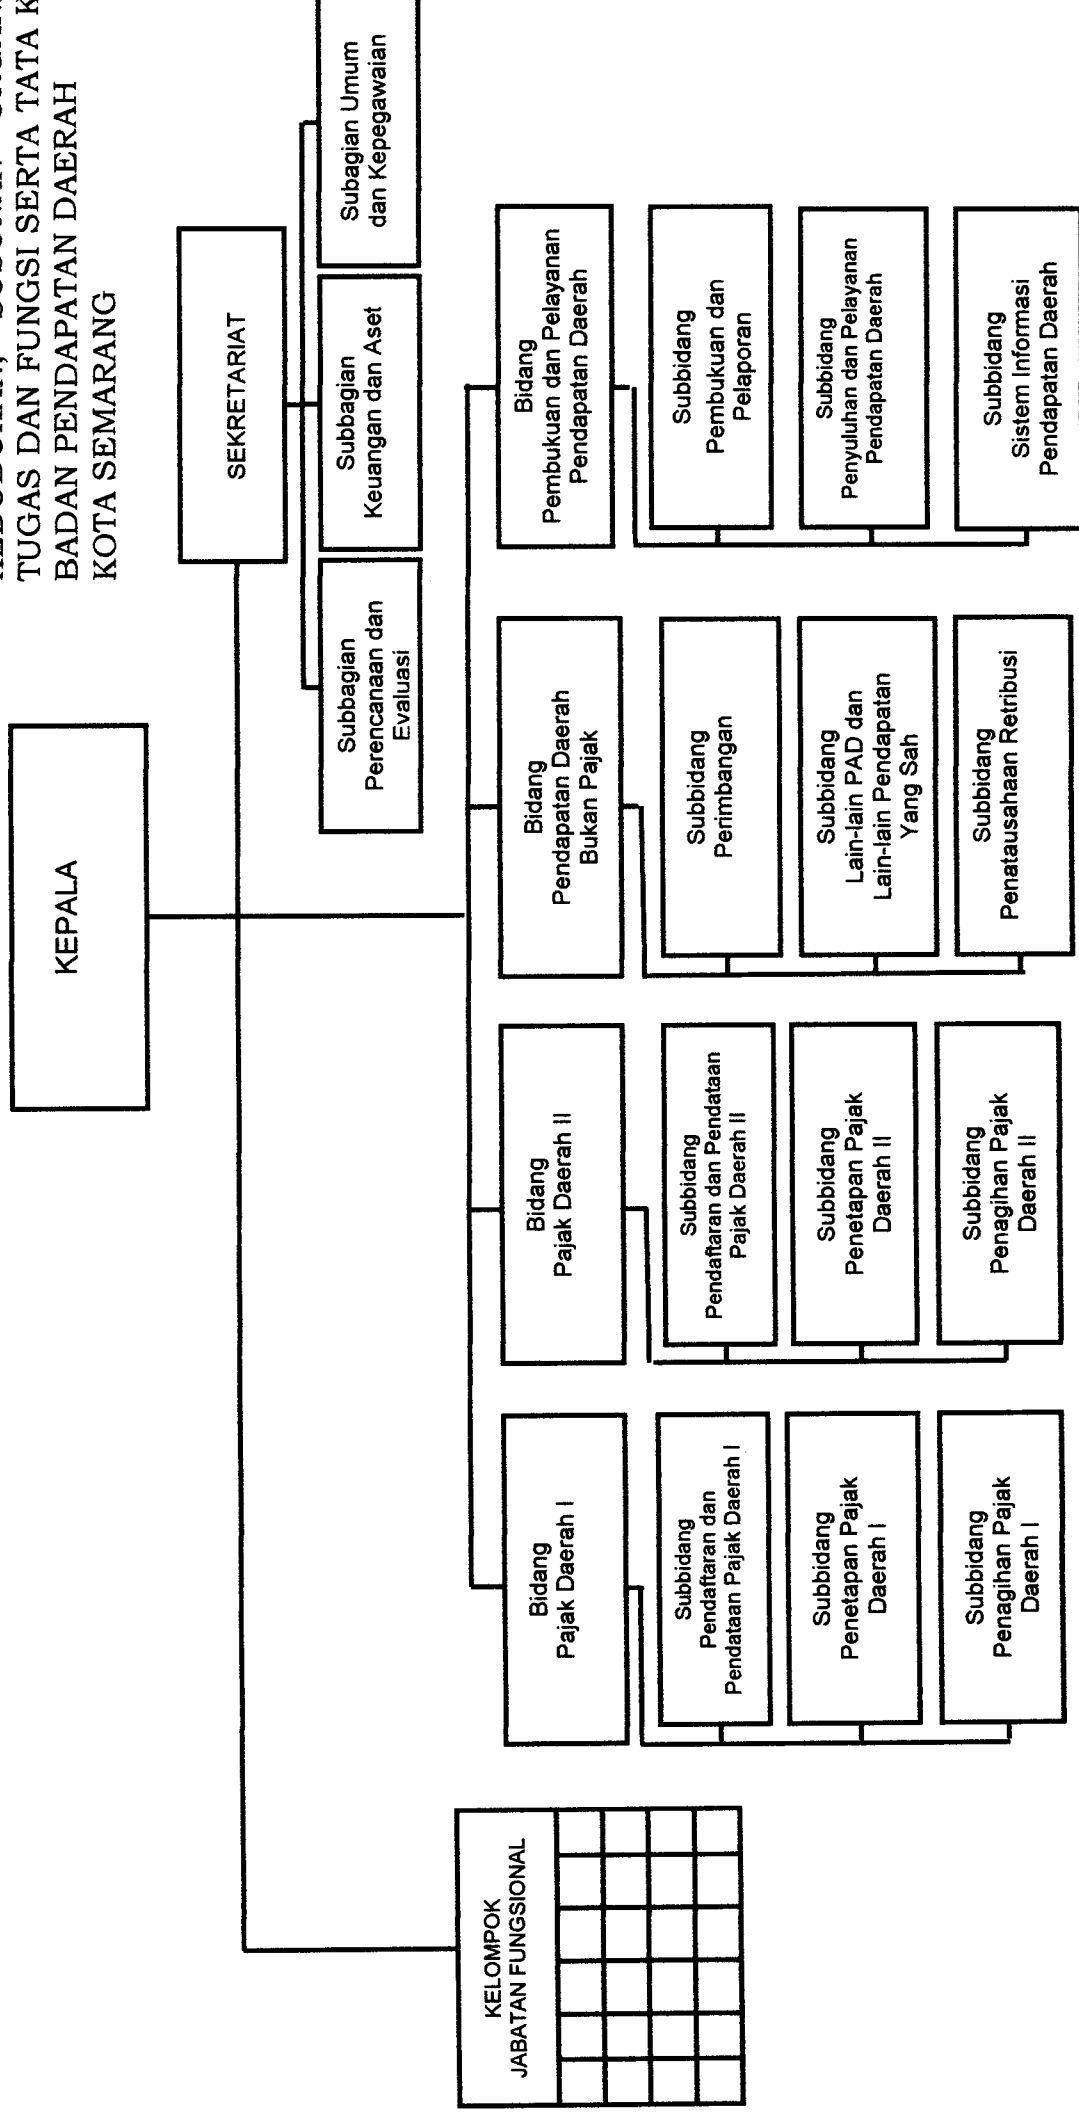 TUGAS DAN FUNGSI SERTA TATA K
BADAN PENDAPATAN DAERAH
KOTA SEMARANG
KEPALA
SEKRETARIAT
Subbagian
Perencanaan dan
Evaluasi
Subbagian
Keuangan dan Aset
Subagian Umum
dan Kepegawaian
KELOMPOK
JABATAN FUNGSIONAL
Bidang
Pajak Daerah I
Subbidang
Pendaftaran dan
Pendataan Pajak Daerah I
Subbidang
Penetapan Pajak
Daerah I
Subbidang
Penagihan Pajak
Daerah I
Bidang
Pajak Daerah II
Subbidang
Pendaftaran dan Pendataan
Pajak Daerah II
Subbidang
Penetapan Pajak
Daerah II
Subbidang
Penagihan Pajak
Daerah II
Bidang
Pendapatan Daerah
Bukan Pajak
Subbidang
Perimbangan
Subbidang
Lain-lain PAD dan
Lain-lain Pendapatan
Yang Sah
Subbidang
Penatausahaan Retribusi
Bidang
Pembukuan dan Pelayanan
Pendapatan Daerah
Subbidang
Pembukuan dan
Pelaporan
Subbidang
Penyuluhan dan Pelayanan
Pendapatan Daerah
Subbidang
Sistem Informasi
Pendapatan Daerah